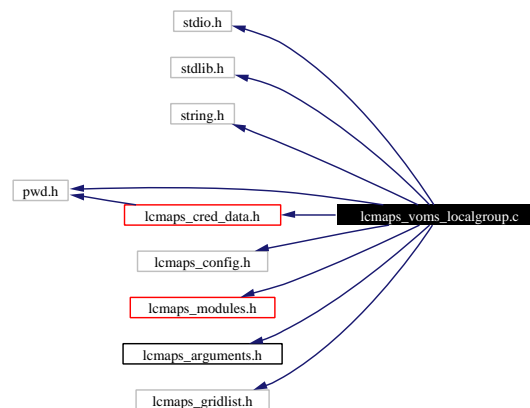 stdio.h
stdlib.h
string.h
pwd.h
lcmaps_cred_data.h
lcmaps_voms_localgroup.c
lcmaps_config.h
lcmaps_modules.h
lcmaps_arguments.h
lcmaps_gridlist.h